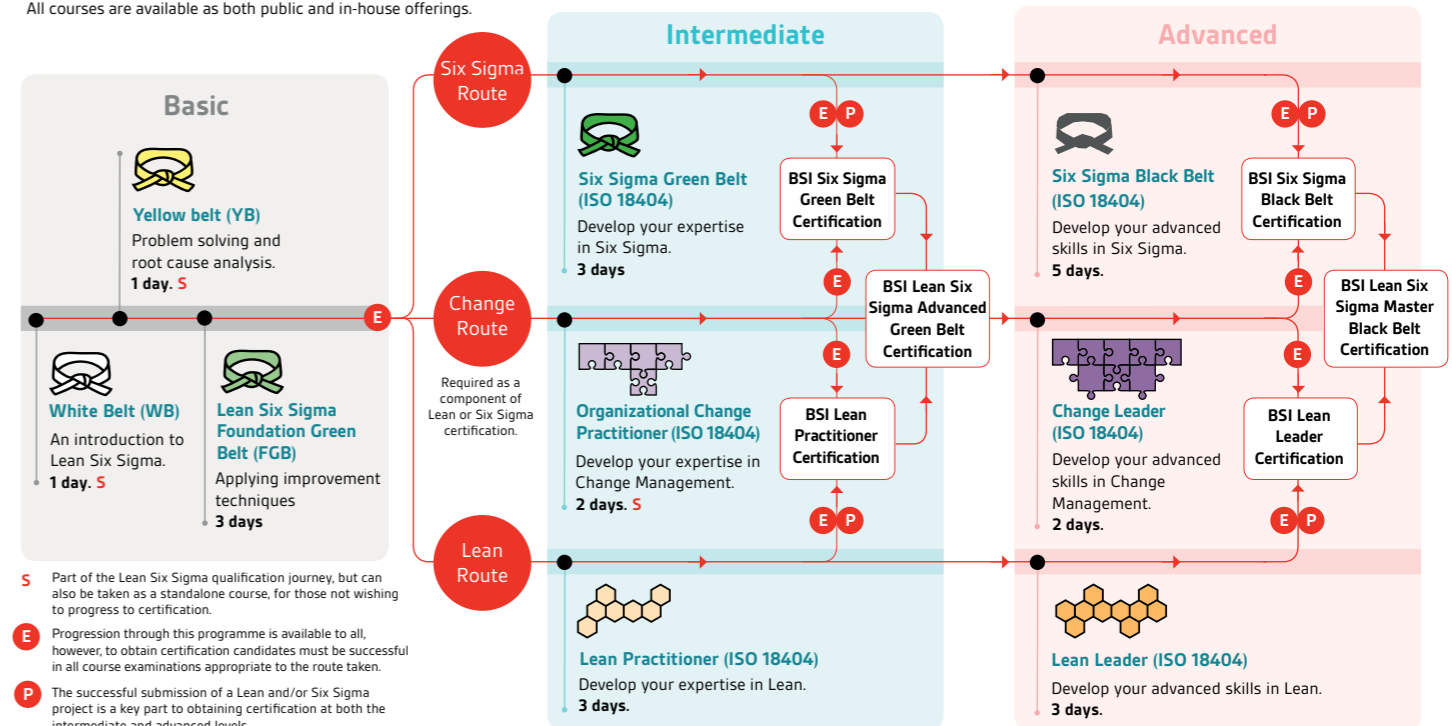 All courses are available as both public and in-house offerings.
Basic
Yellow belt (YB)
Problem solving and
root cause analysis.
1 day. S
E
White Belt (WB)
An introduction to
Lean Six Sigma.
1 day. S
Lean Six Sigma
Foundation Green
Belt (FGB)
Applying improvement
techniques
3 days
S Part of the Lean Six Sigma qualification journey, but can
also be taken as a standalone course, for those not wishing
to progress to certification.
E Progression through this programme is available to all,
however, to obtain certification candidates must be successful
in all course examinations appropriate to the route taken.
P The successful submission of a Lean and/or Six Sigma
project is a key part to obtaining certification at both the
intermediate and advanced levels
Six Sigma
Route
Change
Route
Required as a
component of
Lean or Six Sigma
certification.
Lean
Route
Intermediate
Six Sigma Green Belt
(ISO 18404)
Develop your expertise
in Six Sigma.
3 days
E P
BSI Six Sigma
Green Belt
Certification
E
BSI Lean Six
Sigma Advanced
Green Belt
Certification
Organizational Change
Practitioner (ISO 18404)
Develop your expertise in
Change Management.
2 days. S
E
BSI Lean
Practitioner
Certification
E P
Lean Practitioner (ISO 18404)
Develop your expertise in Lean.
3 days.
Advanced
Six Sigma Black Belt
(ISO 18404)
Develop your advanced
skills in Six Sigma.
5 days.
E P
BSI Six Sigma
Black Belt
Certification
E
BSI Lean Six
Sigma Master
Black Belt
Certification
Change Leader
(ISO 18404)
Develop your advanced
skills in Change
Management.
2 days.
E
BSI Lean
Leader
Certification
E P
Lean Leader (ISO 18404)
Develop your advanced skills in Lean.
3 days.